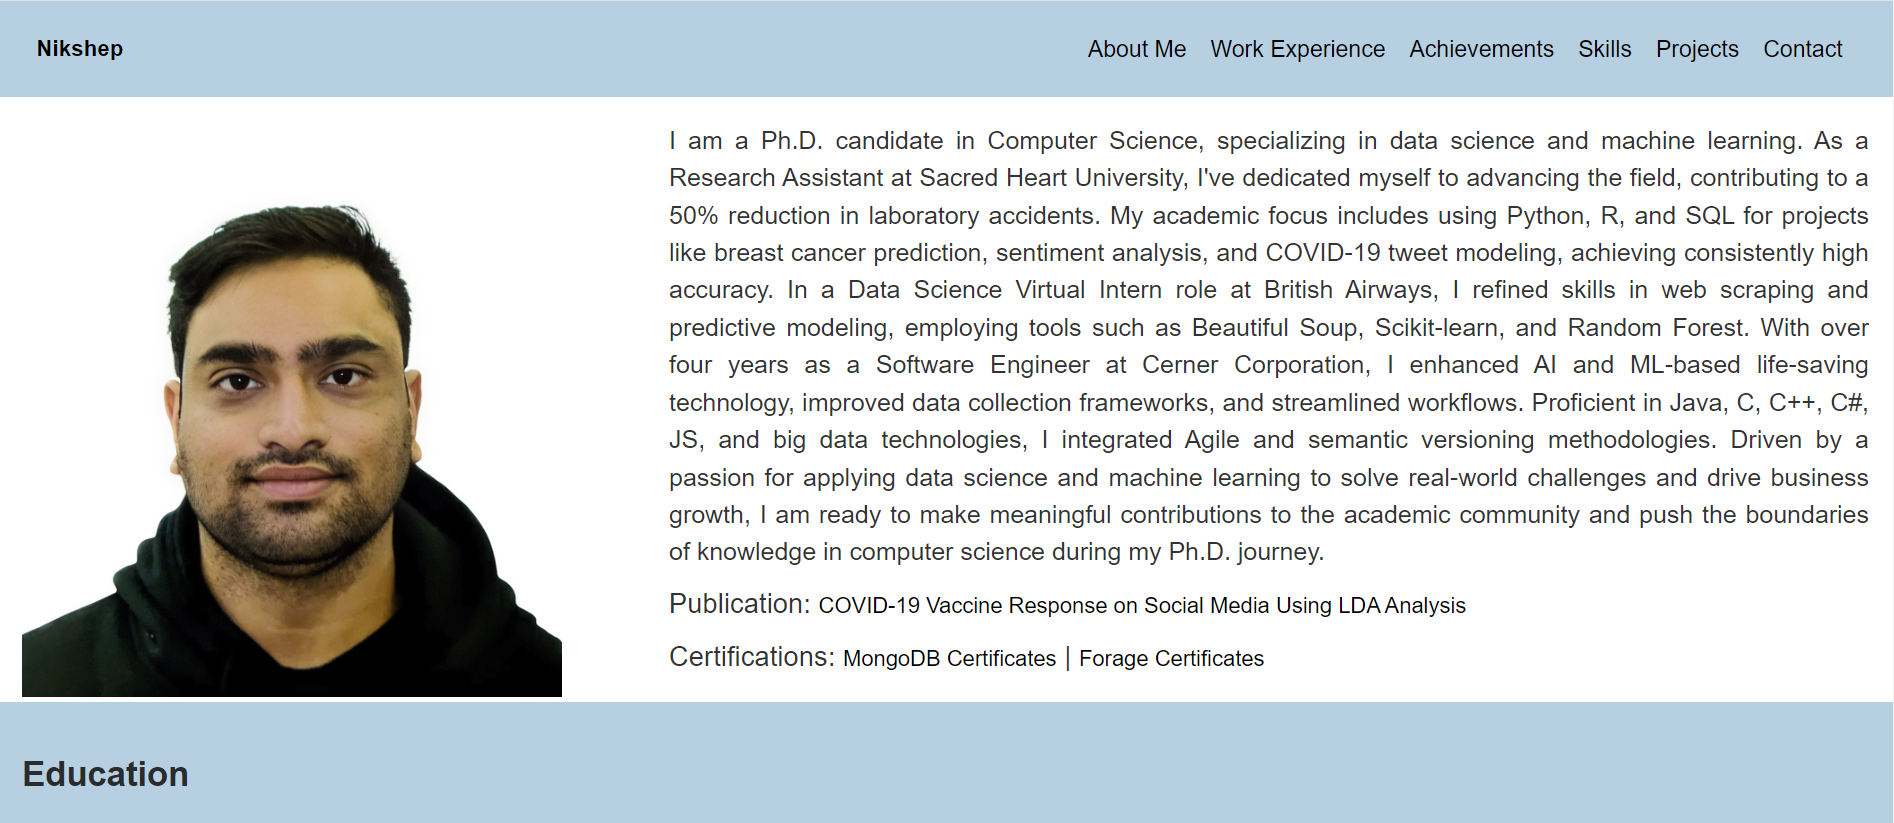 Nikshep
About Me Work Experience Achievements Skills Projects Contact
I am a Ph.D. candidate in Computer Science, specializing in data science and machine learning. As a
Research Assistant at Sacred Heart University, I've dedicated myself to advancing the field, contributing to a
50% reduction in laboratory accidents. My academic focus includes using Python, R, and SQL for projects
like breast cancer prediction, sentiment analysis, and COVID-19 tweet modeling, achieving consistently high
accuracy. In a Data Science Virtual Intern role at British Airways, I refined skills in web scraping and
predictive modeling, employing tools such as Beautiful Soup, Scikit-learn, and Random Forest. With over
four years as a Software Engineer at Cerner Corporation, I enhanced AI and ML-based life-saving
technology, improved data collection frameworks, and streamlined workflows. Proficient in Java, C, C++, C#,
JS, and big data technologies, I integrated Agile and semantic versioning methodologies. Driven by a
passion for applying data science and machine learning to solve real-world challenges and drive business
growth, I am ready to make meaningful contributions to the academic community and push the boundaries
of knowledge in computer science during my Ph.D. journey.
Publication: COVID-19 Vaccine Response on Social Media Using LDA Analysis
Certifications: MongoDB Certificates | Forage Certificates
Education